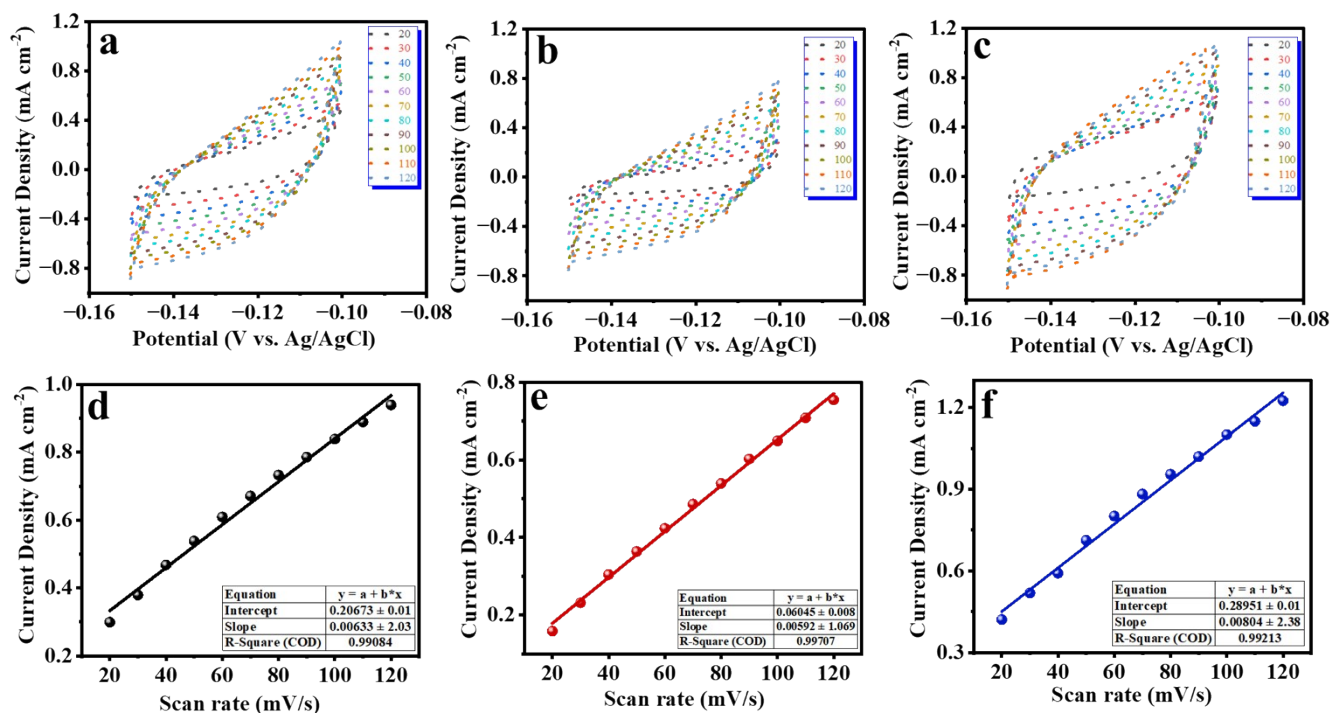 a
Current Density (mA cm⁻²)
1.2
0.8
0.4
0.0
−0.4
−0.8
−0.16
−0.14
−0.12
−0.10
−0.08
Potential (V vs. Ag/AgCl)
20
30
40
50
60
70
80
90
100
110
120
b
Current Density (mA cm⁻²)
1.2
0.8
0.4
0.0
−0.4
−0.8
−0.16
−0.14
−0.12
−0.10
−0.08
Potential (V vs. Ag/AgCl)
20
30
40
50
60
70
80
90
100
110
120
c
Current Density (mA cm⁻²)
1.2
0.8
0.4
0.0
−0.4
−0.8
−0.16
−0.14
−0.12
−0.10
−0.08
Potential (V vs. Ag/AgCl)
20
30
40
50
60
70
80
90
100
110
120
d
Current Density (mA cm⁻²)
1.0
0.8
0.6
0.4
0.2
20 40 60 80 100 120
Scan rate (mV/s)
Equation y = a + b*x
Intercept 0.20673 ± 0.01
Slope 0.00633 ± 2.03
R-Square (COD) 0.99084
e
Current Density (mA cm⁻²)
0.8
0.6
0.4
0.2
20 40 60 80 100 120
Scan rate (mV/s)
Equation y = a + b*x
Intercept 0.06045 ± 0.008
Slope 0.00592 ± 1.069
R-Square (COD) 0.99707
f
Current Density (mA cm⁻²)
1.2
0.9
0.6
0.3
20 40 60 80 100 120
Scan rate (mV/s)
Equation y = a + b*x
Intercept 0.28951 ± 0.01
Slope 0.00804 ± 2.38
R-Square (COD) 0.99213